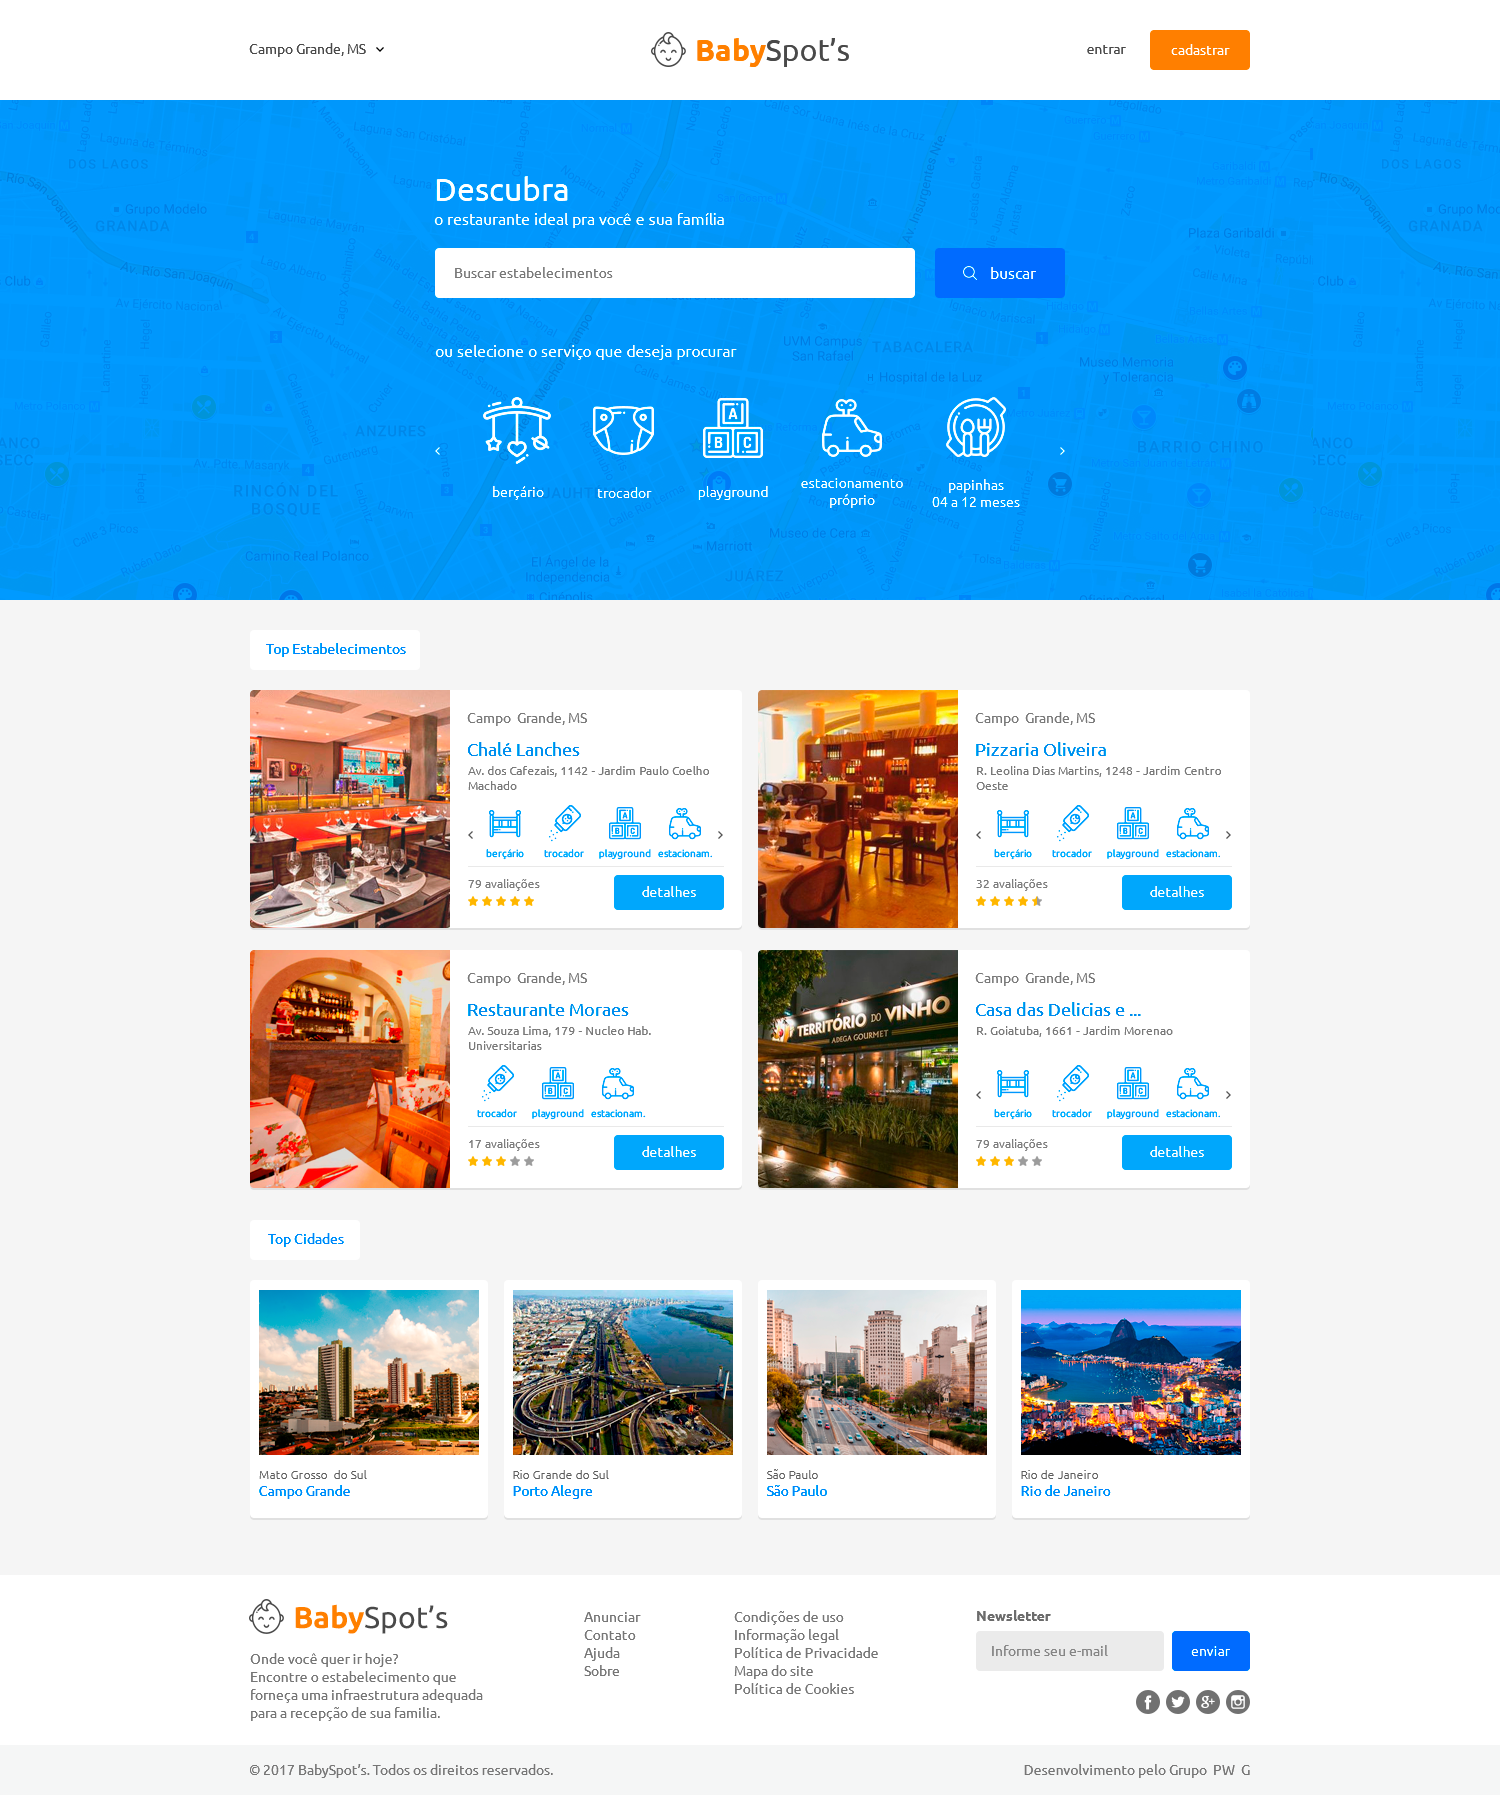 Campo Grande, MS
BabySpot's
entrar
cadastrar
Descubra
o restaurante ideal pra você e sua família
Buscar estabelecimentos
buscar
ou selecione o serviço que deseja procurar
berçário
trocador
playground
estacionamento
próprio
papinhas
04 a 12 meses
Top Estabelecimentos
Campo Grande, MS
Chalé Lanches
Av. dos Cafezais, 1142 - Jardim Paulo Coelho
Machado
berçário
trocador
playground
estacionam.
79 avaliações
detalhes
Campo Grande, MS
Pizzaria Oliveira
R. Leolina Dias Martins, 1248 - Jardim Centro
Oeste
berçário
trocador
playground
estacionam.
32 avaliações
detalhes
Campo Grande, MS
Restaurante Moraes
Av. Souza Lima, 179 - Nucleo Hab.
Universitarias
trocador
playground
estacionam.
17 avaliações
detalhes
TERRITÓRIO DO VINHO
ADEGA GOURMET
Campo Grande, MS
Casa das Delicias e ...
R. Goiatuba, 1661 - Jardim Morenao
berçário
trocador
playground
estacionam.
79 avaliações
detalhes
Top Cidades
Mato Grosso do Sul
Campo Grande
Rio Grande do Sul
Porto Alegre
São Paulo
São Paulo
Rio de Janeiro
Rio de Janeiro
BabySpot's
Onde você quer ir hoje?
Encontre o estabelecimento que
forneça uma infraestrutura adequada
para a recepção de sua familia.
Anunciar
Contato
Ajuda
Sobre
Condições de uso
Informação legal
Política de Privacidade
Mapa do site
Política de Cookies
Newsletter
Informe seu e-mail
enviar
© 2017 BabySpot's. Todos os direitos reservados.
Desenvolvimento pelo Grupo PW G